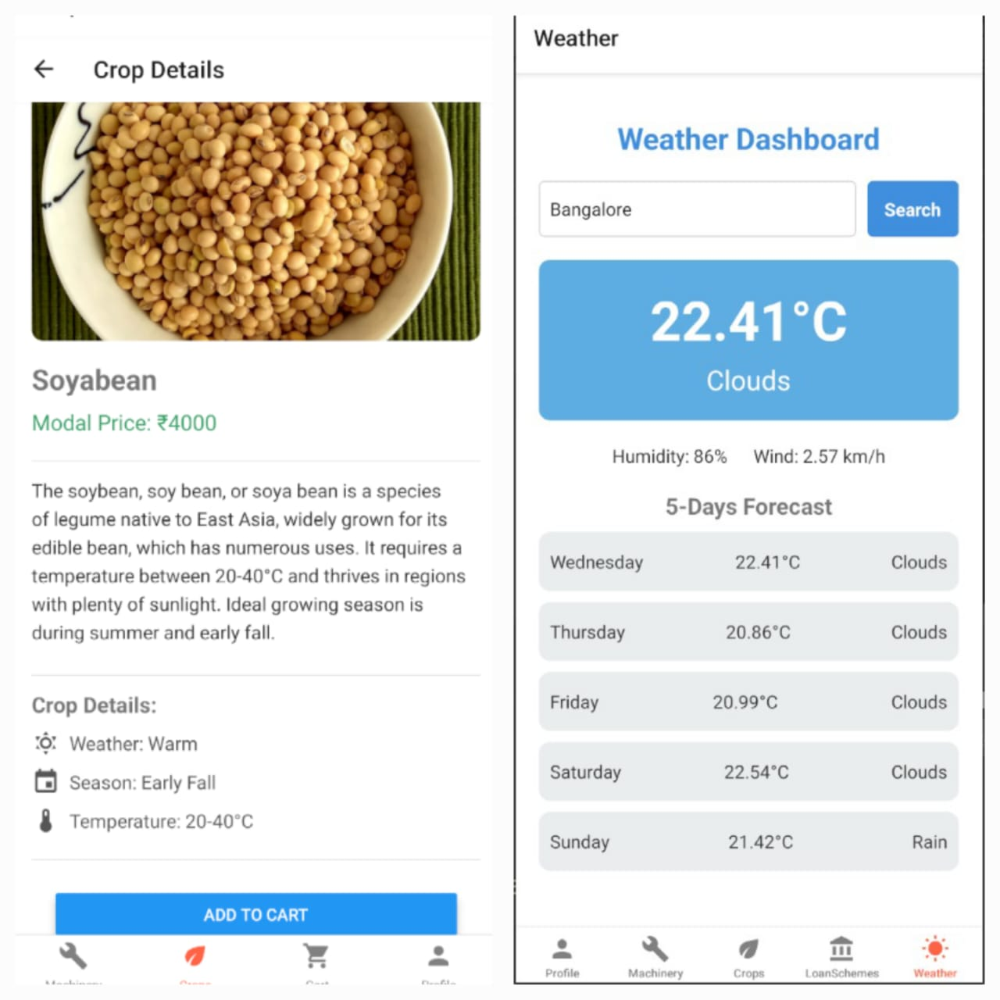 Crop Details
Soyabean
Modal Price: ₹4000
The soybean, soy bean, or soya bean is a species
of legume native to East Asia, widely grown for its
edible bean, which has numerous uses. It requires a
temperature between 20-40°C and thrives in regions
with plenty of sunlight. Ideal growing season is
during summer and early fall.
Crop Details:
Weather: Warm
Season: Early Fall
Temperature: 20-40°C
ADD TO CART
Machinery Crops Cart Profile
Weather
Weather Dashboard
Bangalore Search
22.41°C
Clouds
Humidity: 86% Wind: 2.57 km/h
5-Days Forecast
Wednesday 22.41°C Clouds
Thursday 20.86°C Clouds
Friday 20.99°C Clouds
Saturday 22.54°C Clouds
Sunday 21.42°C Rain
Profile Machinery Crops LoanSchemes Weather